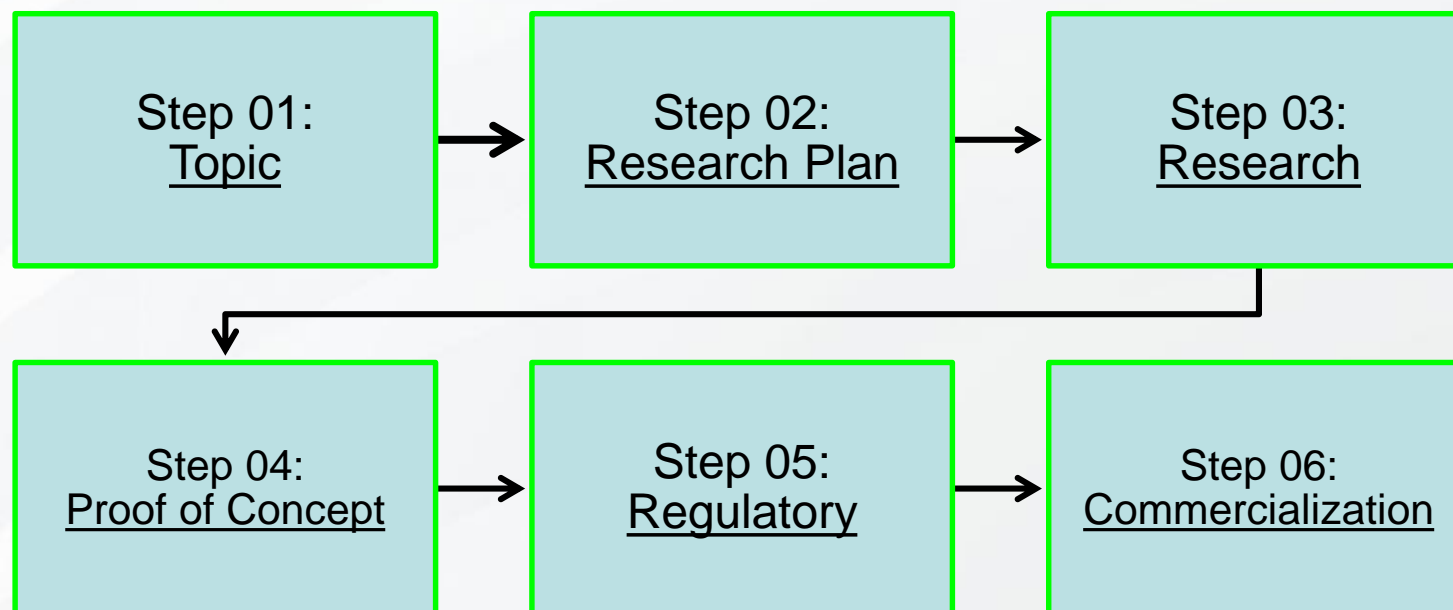 Step 01:
Topic
Step 02:
Research Plan
Step 03:
Research
Step 04:
Proof of Concept
Step 05:
Regulatory
Step 06:
Commercialization